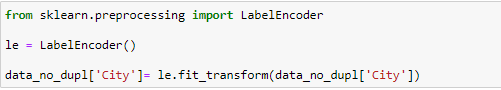 from sklearn.preprocessing import LabelEncoder
le = LabelEncoder()
data_no_dupl['City']= le.fit_transform(data_no_dupl['City'])